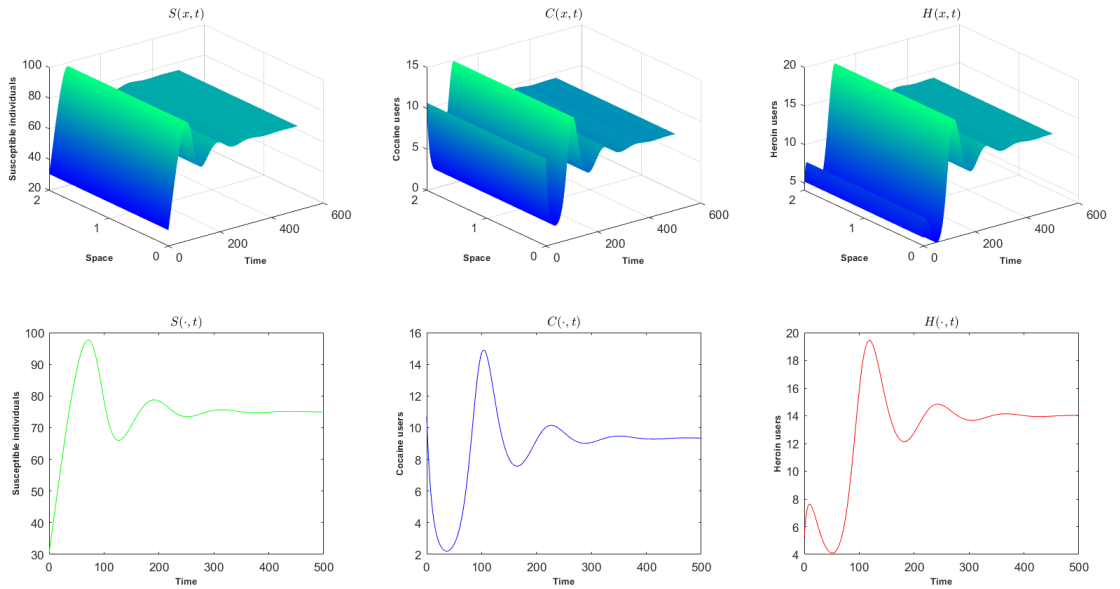 S(x,t)
100
80
60
40
20
2
1
0
0
200
400
600
Susceptible individuals
Space
Time
C(x,t)
15
10
5
0
2
1
0
0
200
400
600
Cocaine users
Space
Time
H(x,t)
20
15
10
5
2
1
0
0
200
400
600
Heroin users
Space
Time
S(·,t)
100
90
80
70
60
50
40
30
0 100 200 300 400 500
Susceptible individuals
Time
C(·,t)
16
14
12
10
8
6
4
2
0 100 200 300 400 500
Cocaine users
Time
H(·,t)
20
18
16
14
12
10
8
6
4
0 100 200 300 400 500
Heroin users
Time